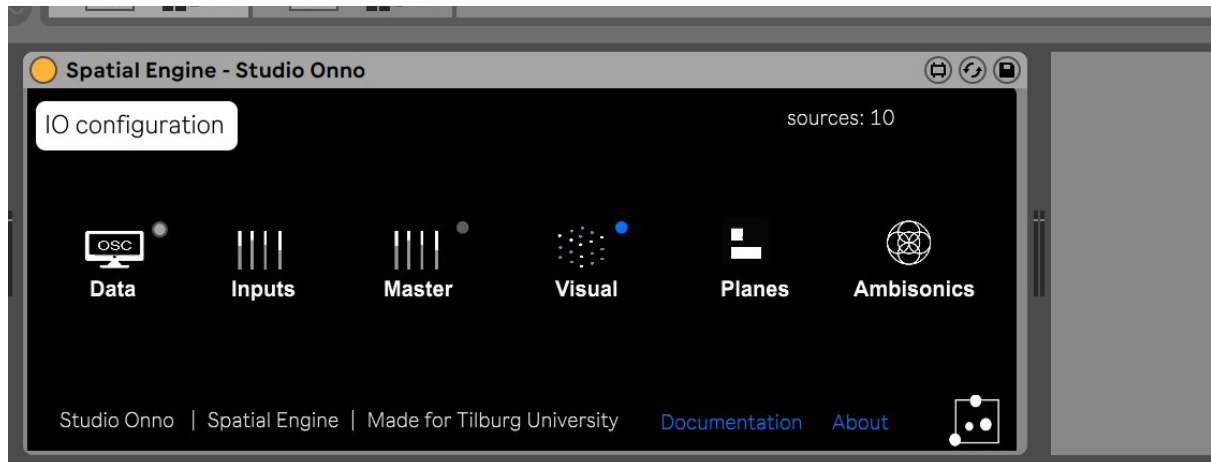 Spatial Engine - Studio Onno
IO configuration
sources: 10
OSC
Data
Inputs
Master
Visual
Planes
Ambisonics
Studio Onno | Spatial Engine | Made for Tilburg University
Documentation
About